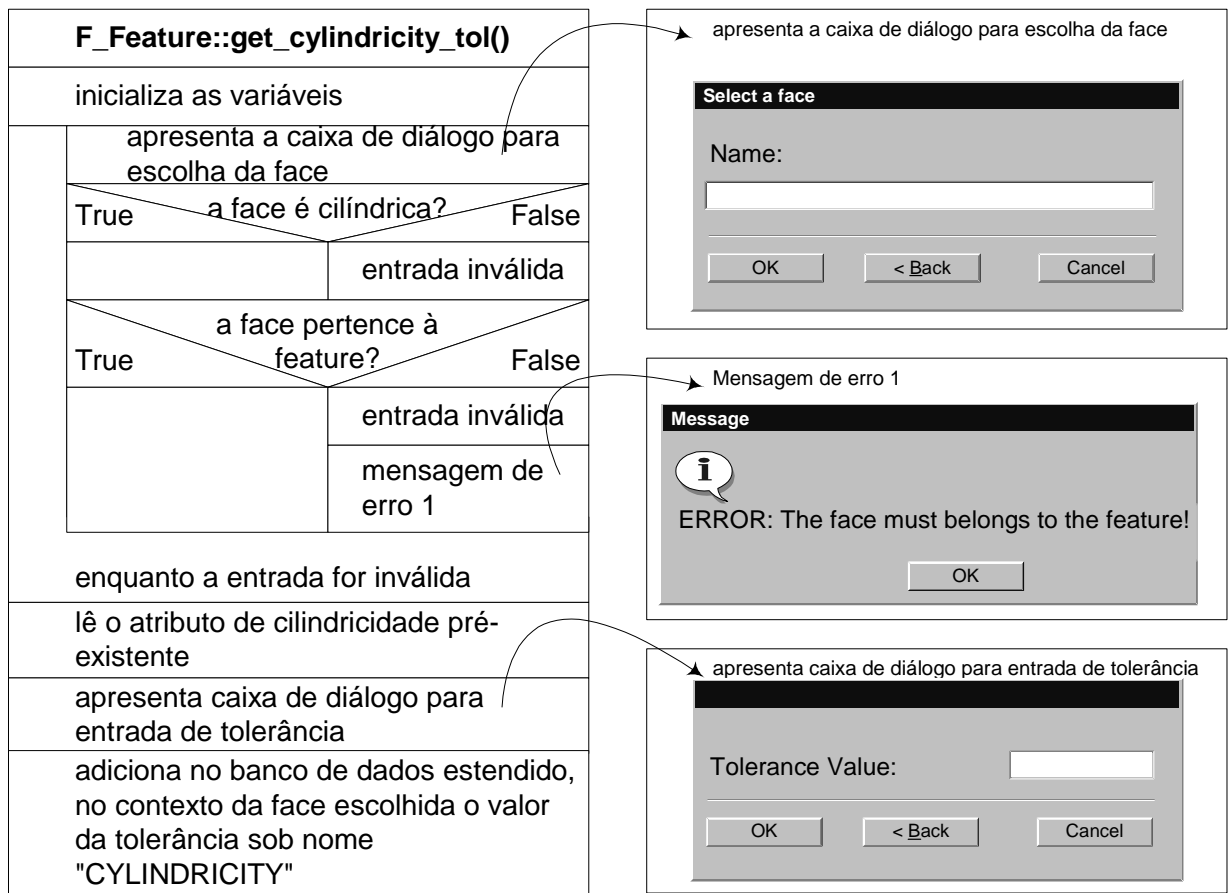 F_Feature::get_cylindricity_tol()
inicializa as variáveis
apresenta a caixa de diálogo para
escolha da face
a face é cilíndrica?
True
False
entrada inválida
a face pertence à
feature?
True
False
entrada inválida
mensagem de
erro 1
enquanto a entrada for inválida
lê o atributo de cilindricidade pré-
existente
apresenta caixa de diálogo para
entrada de tolerância
adiciona no banco de dados estendido,
no contexto da face escolhida o valor
da tolerância sob nome
"CYLINDRICITY"
apresenta a caixa de diálogo para escolha da face
Select a face
Name:
OK
< Back
Cancel
Mensagem de erro 1
Message
i
ERROR: The face must belongs to the feature!
OK
apresenta caixa de diálogo para entrada de tolerância
Tolerance Value:
OK
< Back
Cancel